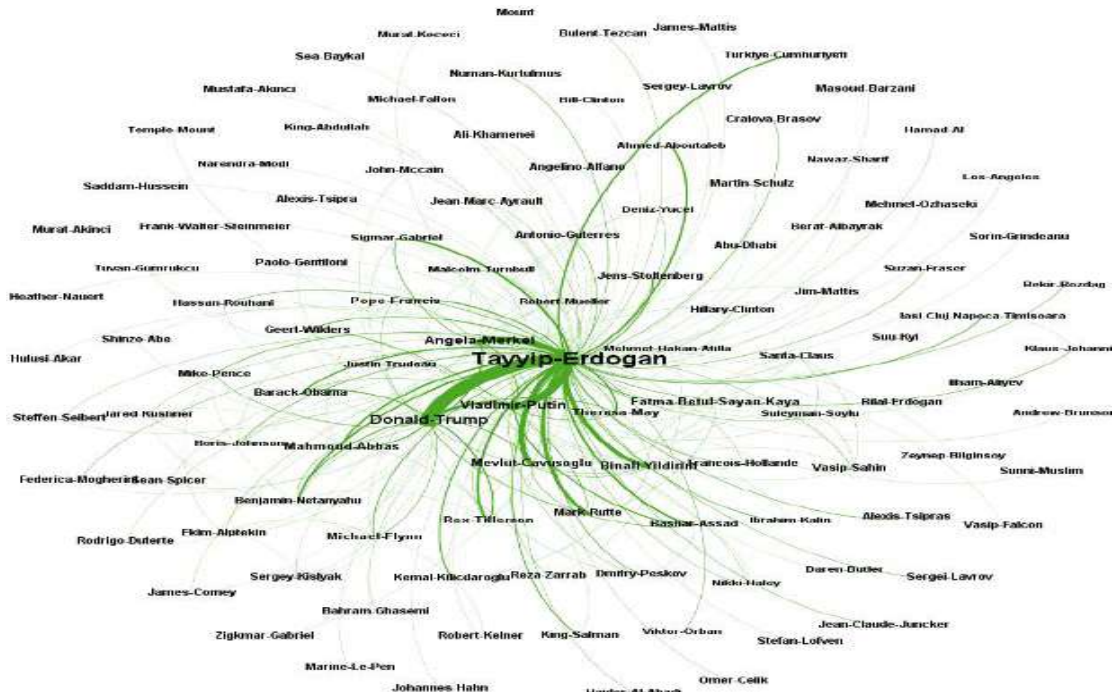 Mount
Murat-Kececi
Bulent-Tezcan
James-Mattis
Sea Baykal
Turkiye-Cumhuriyeti
Numan-Kurtulmus
Mustafa-Akinci
Sergey-Lavrov
Masoud-Barzani
Michael-Fallon
Bill-Clinton
Craiova Brasov
Temple-Mount
King-Abdullah
Ali-Khamenei
Ahmed-Aboutaleb
Hamad-Al
Narendra-Modi
John-Mccain
Angelino-Alfano
Nawaz-Sharif
Los-Angeles
Saddam-Hussein
Alexis-Tsipra
Jean-Marc-Ayrault
Martin-Schulz
Mehmet-Ozhaseki
Murat-Akinci
Frank-Walter-Steinmeier
Deniz-Yucel
Sigmar-Gabriel
Antonio-Guterres
Berat-Albayrak
Sorin-Grindeanu
Abu-Dhabi
Tuvan-Gumrukcu
Paolo-Gentiloni
Malcolm-Turnbull
Jens-Stoltenberg
Suzan-Fraser
Heather-Nauert
Hassan-Rouhani
Pope-Francis
Robert-Mueller
Jim-Mattis
Bekir-Bozdag
Hillary-Clinton
Iasi Cluj Napoca-Timisoara
Geert-Wilders
Shinzo-Abe
Angela-Merkel
Suu-Kyi
Mehmet-Hakan-Atilla
Klaus-Johanni
Hulusi-Akar
Tayyip-Erdogan
Santa-Claus
Mike-Pence
Justin-Trudeau
Barack-Obama
Ilham-Aliyev
Vladimir-Putin
Fatma-Betul-Sayan-Kaya
Bilal-Erdogan
Steffen-Seibert
Jared-Kushner
Donald-Trump
Theresa-May
Suleyman-Soylu
Andrew-Brunson
Boris-Johnson
Mahmoud-Abbas
Zeynep-Bilginsoy
Mevlut-Cavusoglu
Binali-Yildirim
Francois-Hollande
Vasip-Sahin
Sunni-Muslim
Federica-Mogherini
Sean Spicer
Benjamin-Netanyahu
Rex-Tillerson
Mark-Rutte
Bashar-Assad
Ibrahim-Kalin
Alexis-Tsipras
Vasip-Falcon
Rodrigo-Duterte
Ekim-Alptekin
Michael-Flynn
Sergey-Kislyak
Kemal-Kilicdaroglu
Reza-Zarrab
Dmitry-Peskov
Nikki-Haley
Daren-Butler
Sergei-Lavrov
James-Comey
Bahram-Ghasemi
Zigkmar-Gabriel
Robert-Kelner
King-Salman
Viktor-Orban
Stefan-Lofven
Jean-Claude-Juncker
Marine-Le-Pen
Johannes Hahn
Omer-Celik